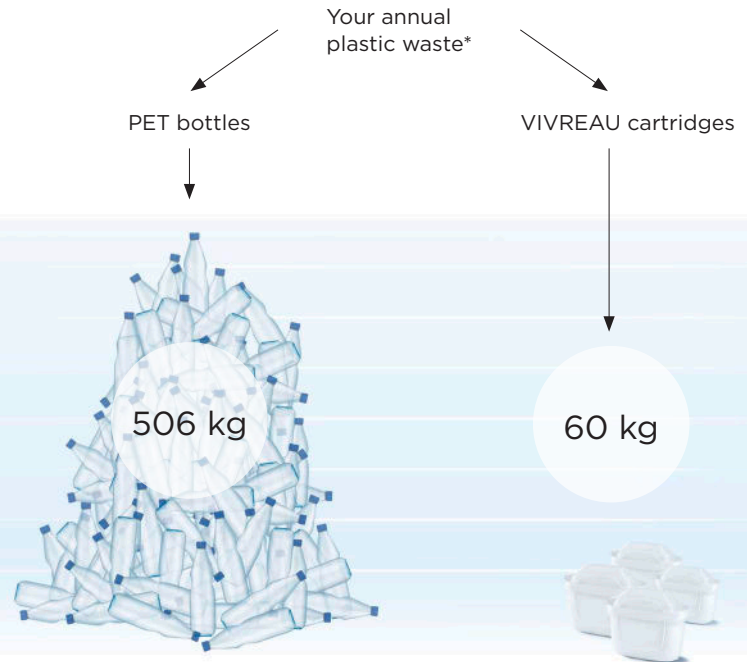 Your annual
plastic waste*
PET bottles
VIVREAU cartridges
506 kg
60 kg